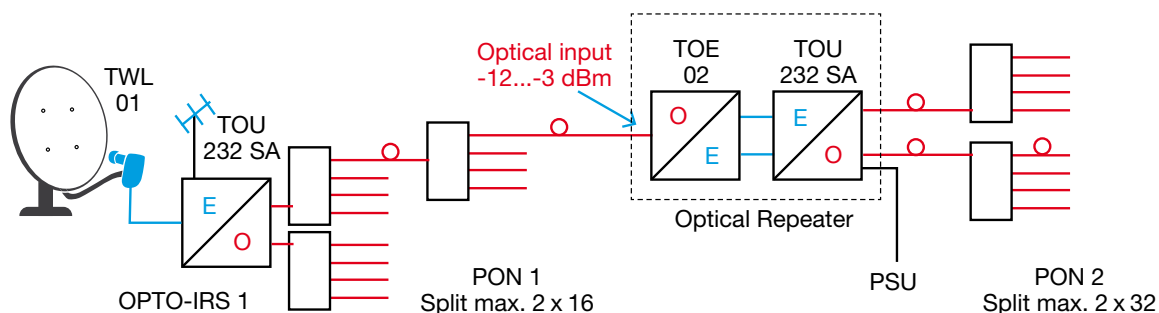 TWL
01
TOU
232 SA
E
O
OPTO-IRS 1
PON 1
Split max. 2 x 16
Optical input
-12...-3 dBm
TOE
02
TOU
232 SA
O
E
E
O
Optical Repeater
PSU
PON 2
Split max. 2 x 32